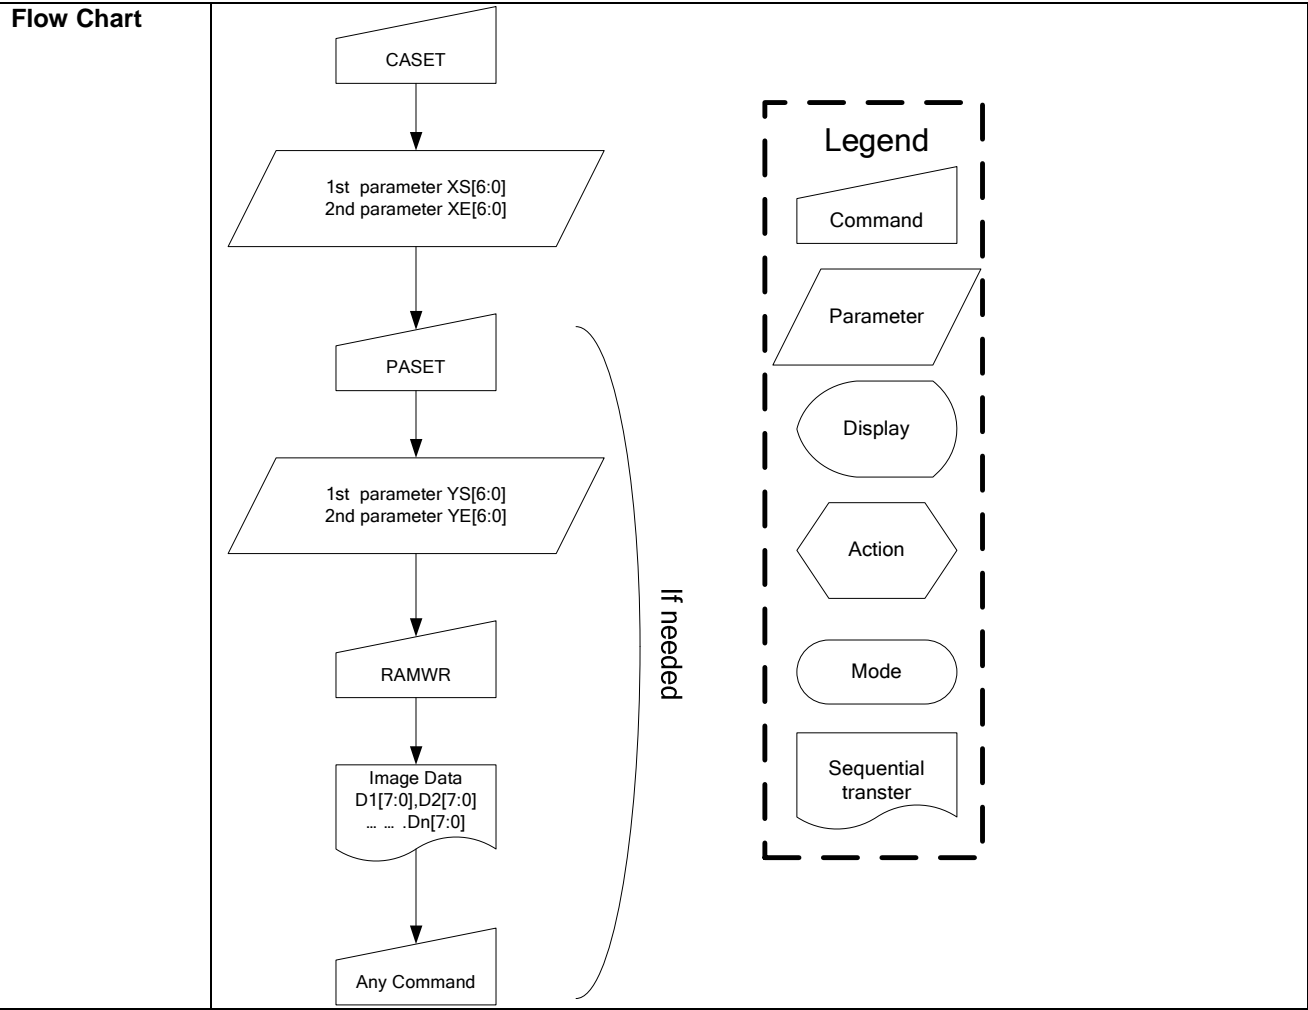 Flow Chart
CASET
1st parameter XS[6:0]
2nd parameter XE[6:0]
PASET
1st parameter YS[6:0]
2nd parameter YE[6:0]
RAMWR
Image Data
D1[7:0],D2[7:0]
... ... .Dn[7:0]
Any Command
If needed
Legend
Command
Parameter
Display
Action
Mode
Sequential
transter